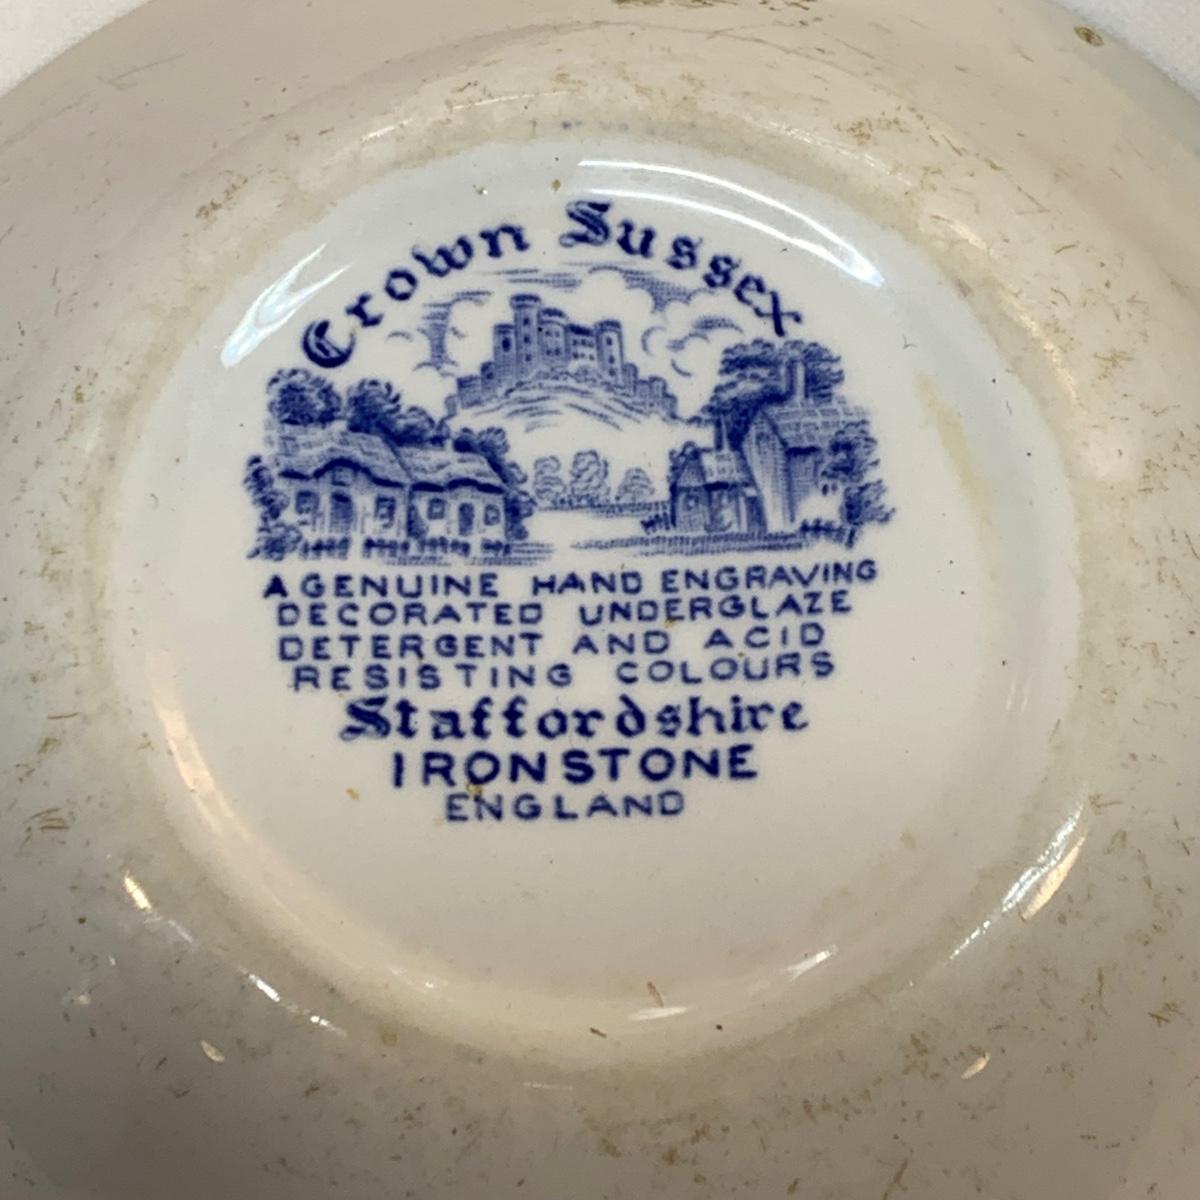 Crown Sussex
A GENUINE HAND ENGRAVING
DECORATED UNDERGLAZE
DETERGENT AND ACID
RESISTING COLOURS
Staffordshire
IRONSTONE
ENGLAND